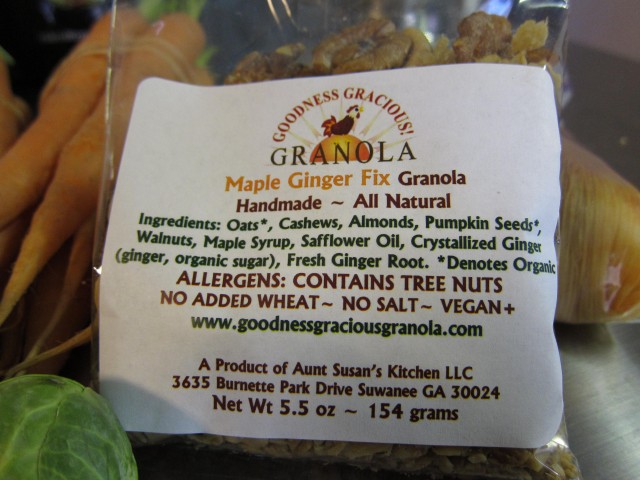 GOODNESS GRACIOUS!
GRANOLA
Maple Ginger Fix Granola
Handmade ~ All Natural
Ingredients: Oats*, Cashews, Almonds, Pumpkin Seeds*,
Walnuts, Maple Syrup, Safflower Oil, Crystallized Ginger
(ginger, organic sugar), Fresh Ginger Root. *Denotes Organic
ALLERGENS: CONTAINS TREE NUTS
NO ADDED WHEAT~ NO SALT~ VEGAN+
www.goodnessgraciousgranola.com
A Product of Aunt Susan's Kitchen LLC
3635 Burnette Park Drive Suwanee GA 30024
Net Wt 5.5 oz ~ 154 grams